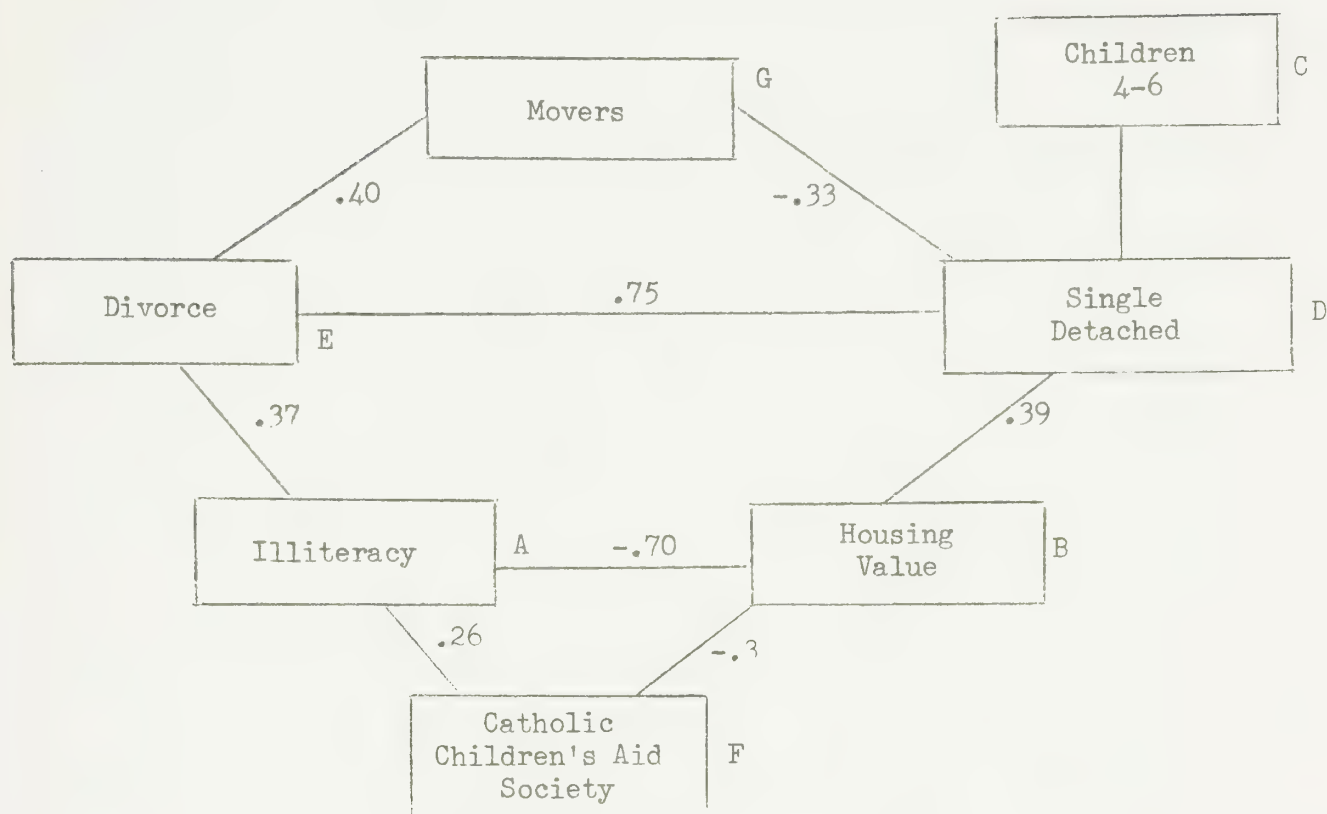 Children
4-6
C
G
Movers
.40
-.33
Divorce
E
.75
Single
Detached
D
.37
.39
Illiteracy
A
-.70
Housing
Value
B
.26
-.3
Catholic
Children's Aid
Society
F